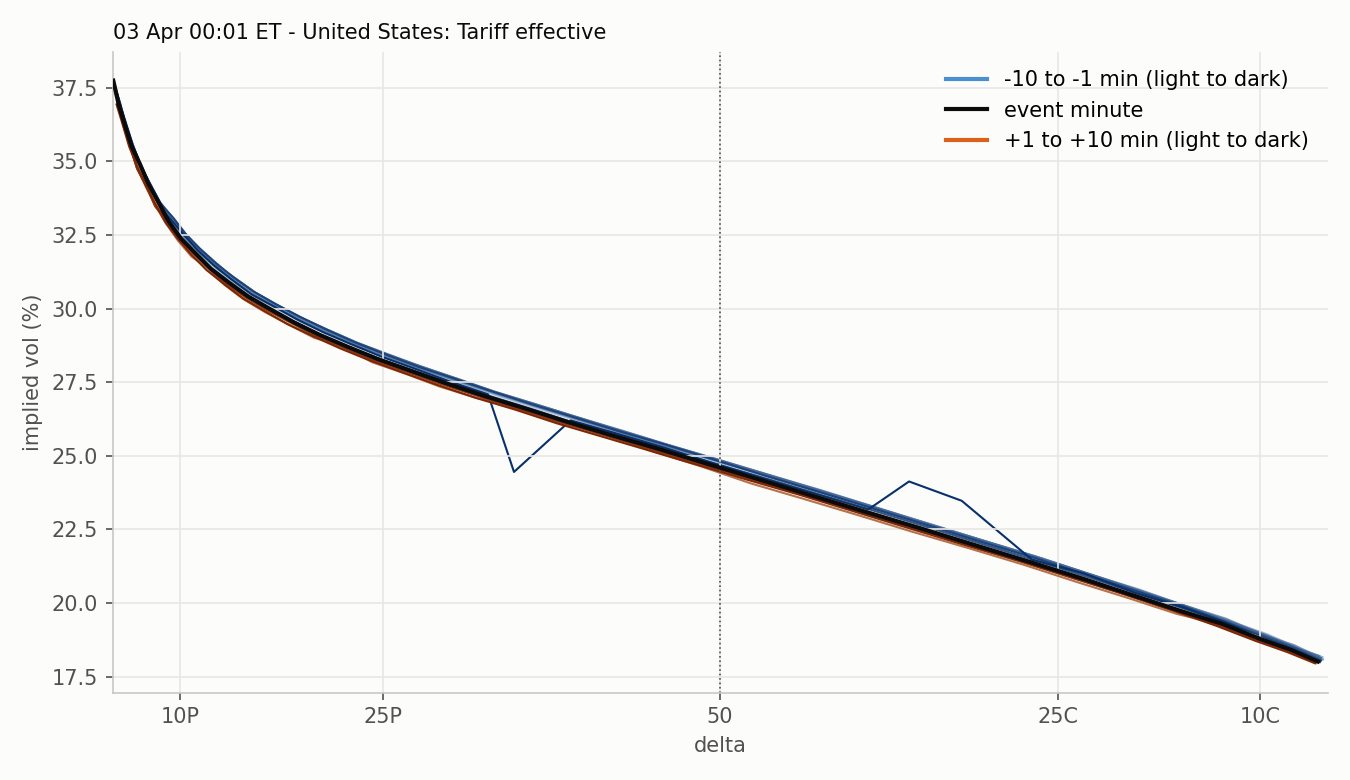 03 Apr 00:01 ET - United States: Tariff effective
-10 to -1 min (light to dark)
event minute
+1 to +10 min (light to dark)
implied vol (%)
37.5
35.0
32.5
30.0
27.5
25.0
22.5
20.0
17.5
10P 25P 50 25C 10C
delta